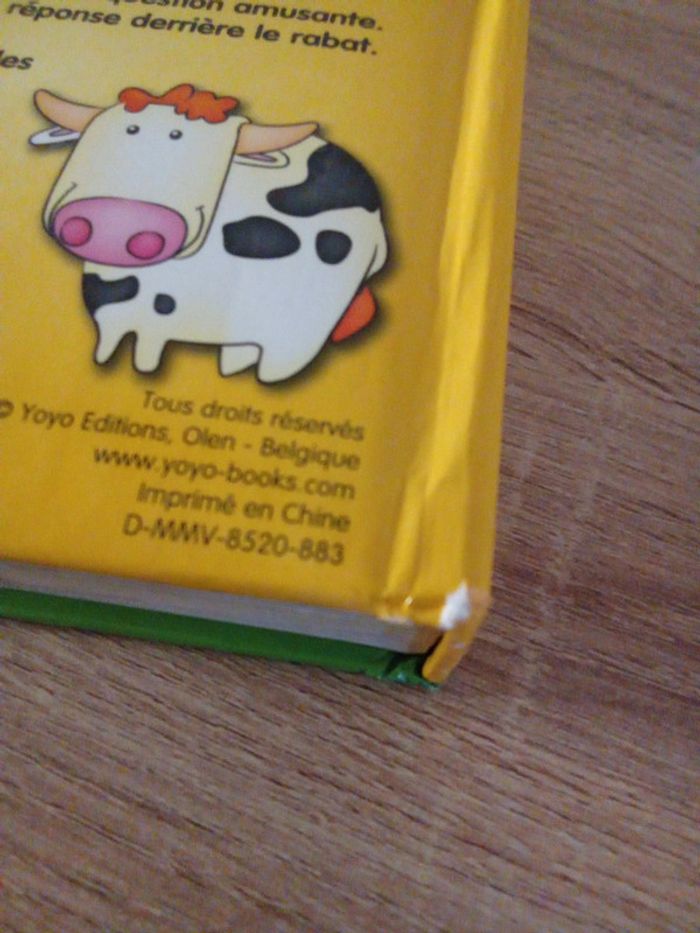 question amusante.
réponse derrière le rabat.
les
Tous droits réservés
© Yoyo Editions, Olen - Belgique
www.yoyo-books.com
Imprimé en Chine
D-MMV-8520-883